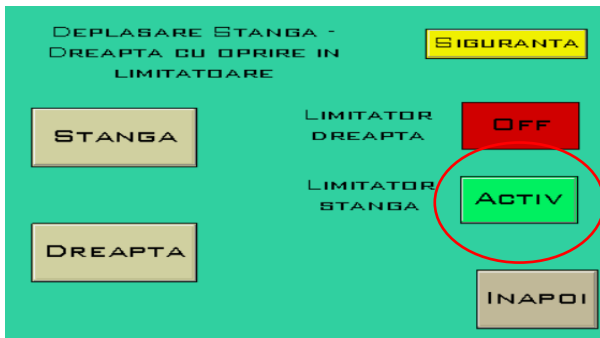 Deplasare Stanga -
Dreapta cu oprire in
limitatoare
Siguranta
Stanga
Limitator
dreapta
Off
Limitator
stanga
Activ
Dreapta
Inapoi